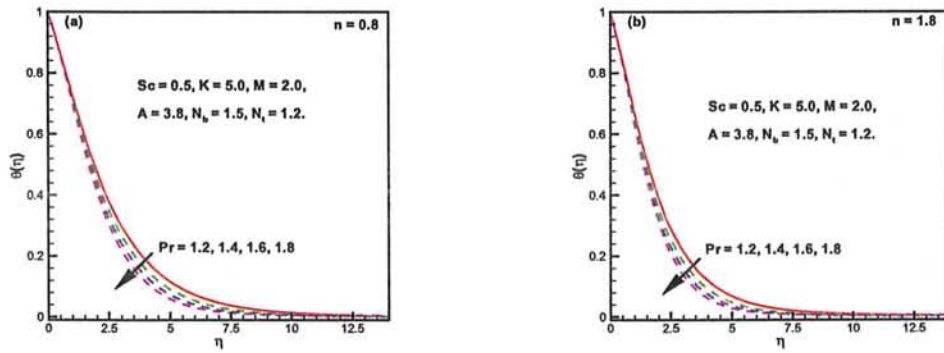 (a)
n = 0.8
Sc = 0.5, K = 5.0, M = 2.0,
A = 3.8, N_b = 1.5, N_t = 1.2.
Pr = 1.2, 1.4, 1.6, 1.8
θ(η)
1
0.8
0.6
0.4
0.2
0
0 2.5 5 7.5 10 12.5
η
(b)
n = 1.8
Sc = 0.5, K = 5.0, M = 2.0,
A = 3.8, N_b = 1.5, N_t = 1.2.
Pr = 1.2, 1.4, 1.6, 1.8
θ(η)
1
0.8
0.6
0.4
0.2
0
0 2.5 5 7.5 10 12.5
η